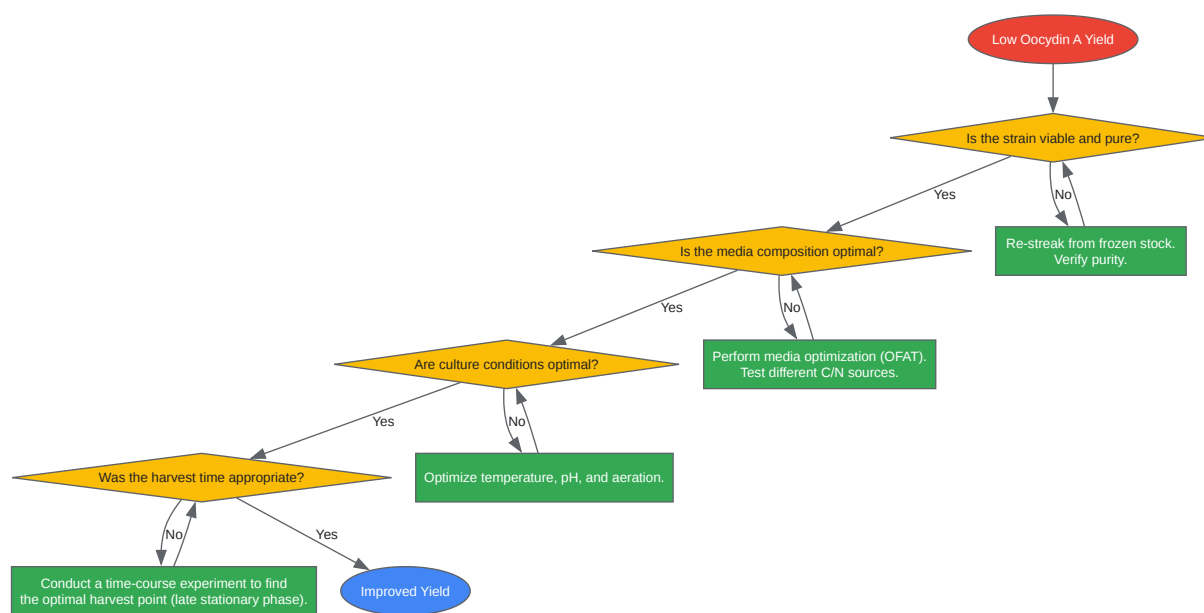 Low Oocydin A Yield
Is the strain viable and pure?
Yes
No
Re-streak from frozen stock.
Verify purity.
Is the media composition optimal?
Yes
No
Perform media optimization (OFAT).
Test different C/N sources.
Are culture conditions optimal?
Yes
No
Optimize temperature, pH, and aeration.
Was the harvest time appropriate?
No
Yes
Conduct a time-course experiment to find
the optimal harvest point (late stationary phase).
Improved Yield